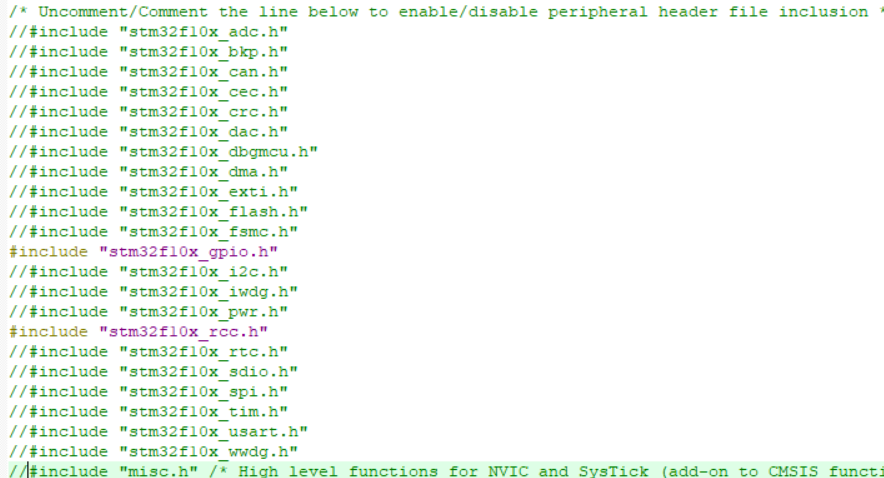 /* Uncomment/Comment the line below to enable/disable peripheral header file inclusion *
//#include "stm32f10x_adc.h"
//#include "stm32f10x_bkp.h"
//#include "stm32f10x_can.h"
//#include "stm32f10x_cec.h"
//#include "stm32f10x_crc.h"
//#include "stm32f10x_dac.h"
//#include "stm32f10x_dbgmcu.h"
//#include "stm32f10x_dma.h"
//#include "stm32f10x_exti.h"
//#include "stm32f10x_flash.h"
//#include "stm32f10x_fsmc.h"
#include "stm32f10x_gpio.h"
//#include "stm32f10x_i2c.h"
//#include "stm32f10x_iwdg.h"
//#include "stm32f10x_pwr.h"
#include "stm32f10x_rcc.h"
//#include "stm32f10x_rtc.h"
//#include "stm32f10x_sdio.h"
//#include "stm32f10x_spi.h"
//#include "stm32f10x_tim.h"
//#include "stm32f10x_usart.h"
//#include "stm32f10x_wwdg.h"
//#include "misc.h" /* High level functions for NVIC and SysTick (add-on to CMSIS functi